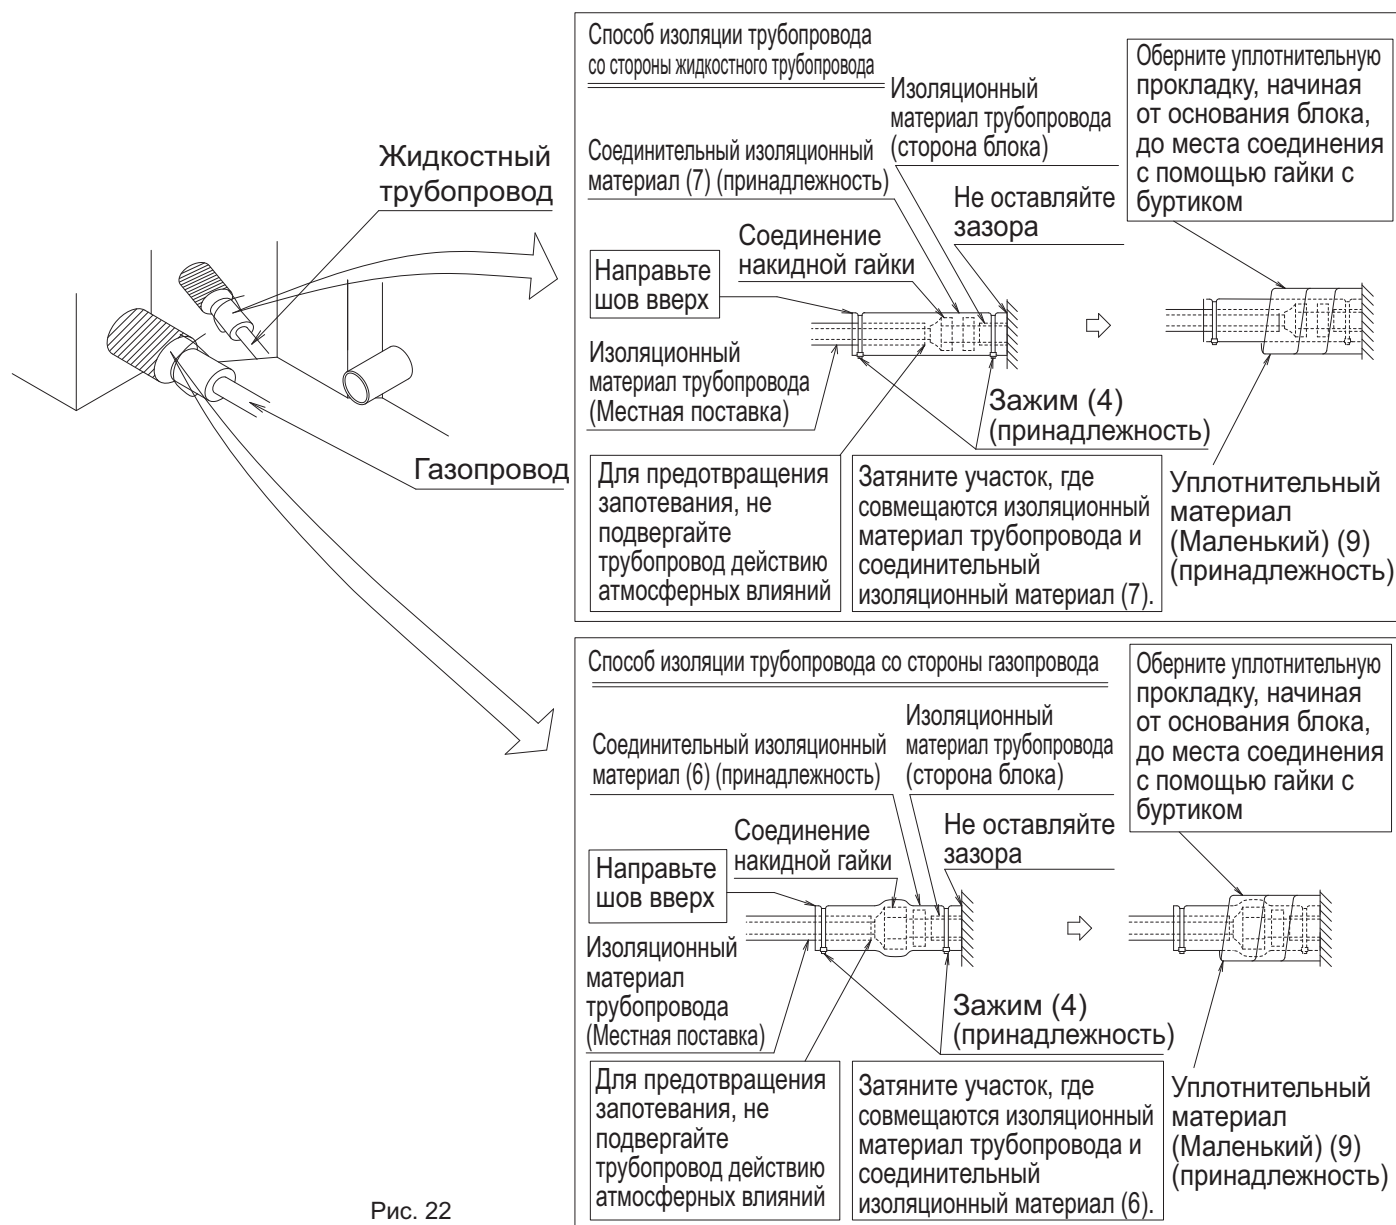 Жидкостный
трубопровод
Газопровод
Способ изоляции трубопровода
со стороны жидкостного трубопровода
Изоляционный
материал трубопровода
(сторона блока)
Оберните уплотнительную
прокладку, начиная
от основания блока,
до места соединения
с помощью гайки с
буртиком
Соединительный изоляционный
материал (7) (принадлежность)
Не оставляйте
зазора
Соединение
накидной гайки
Направьте
шов вверх
Изоляционный
материал трубопровода
(Местная поставка)
Зажим (4)
(принадлежность)
Для предотвращения
запотевания, не
подвергайте
трубопровод действию
атмосферных влияний
Затяните участок, где
совмещаются изоляционный
материал трубопровода и
соединительный
изоляционный материал (7).
Уплотнительный
материал
(Маленький) (9)
(принадлежность)
Способ изоляции трубопровода со стороны газопровода
Изоляционный
материал трубопровода
(сторона блока)
Оберните уплотнительную
прокладку, начиная
от основания блока,
до места соединения
с помощью гайки с
буртиком
Соединительный изоляционный
материал (6) (принадлежность)
Соединение
накидной гайки
Не оставляйте
зазора
Направьте
шов вверх
Изоляционный
материал
трубопровода
(Местная поставка)
Зажим (4)
(принадлежность)
Для предотвращения
запотевания, не
подвергайте
трубопровод действию
атмосферных влияний
Затяните участок, где
совмещаются изоляционный
материал трубопровода и
соединительный
изоляционный материал (6).
Уплотнительный
материал
(Маленький) (9)
(принадлежность)
Рис. 22